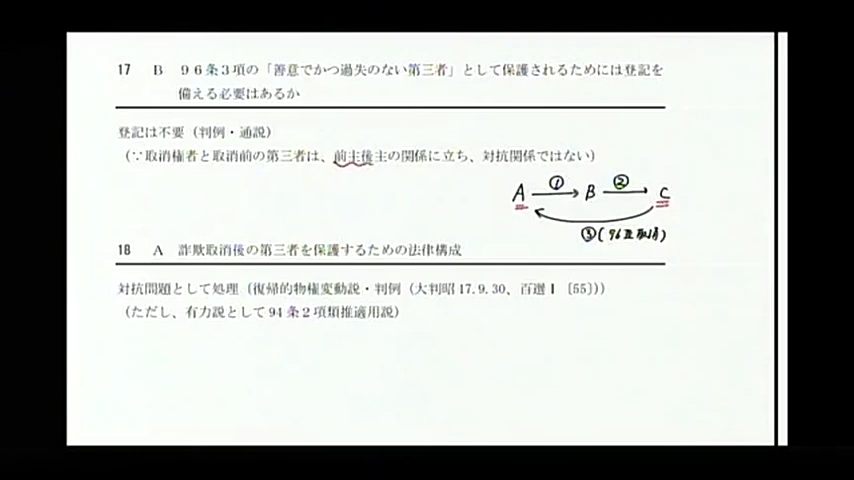 17 B 96条3項の「善意でかつ過失のない第三者」として保護されるためには登記を
備える必要はあるか
登記は不要（判例・通説）
（∵取消権者と取消前の第三者は、前主後主の関係に立ち、対抗関係ではない）
A ① B ② C
③(96Ⅲ取消)
18 A 詐欺取消後の第三者を保護するための法律構成
対抗問題として処理（復帰的物権変動説・判例（大判昭17.9.30、百選Ⅰ〔55〕））
（ただし、有力説として94条2項類推適用説）